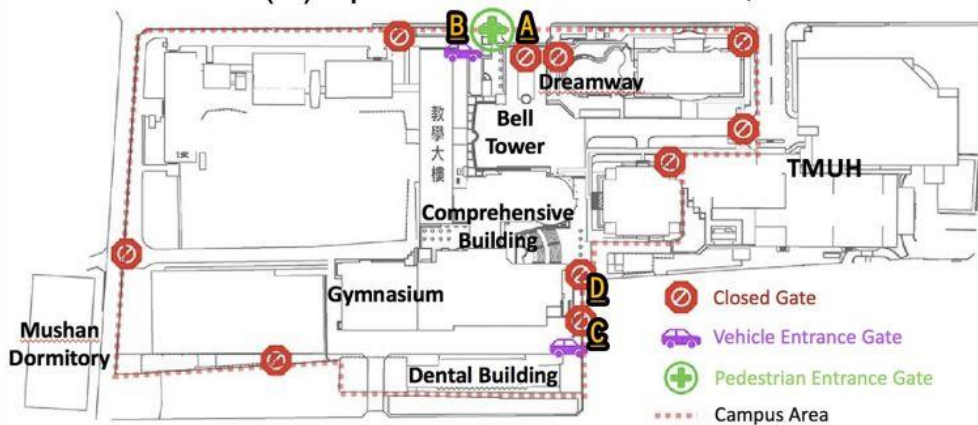 B
A
Dreamway
教學大樓
Bell
Tower
TMUH
Comprehensive
Building
Gymnasium
D
C
Mushan
Dormitory
Dental Building
Closed Gate
Vehicle Entrance Gate
Pedestrian Entrance Gate
Campus Area